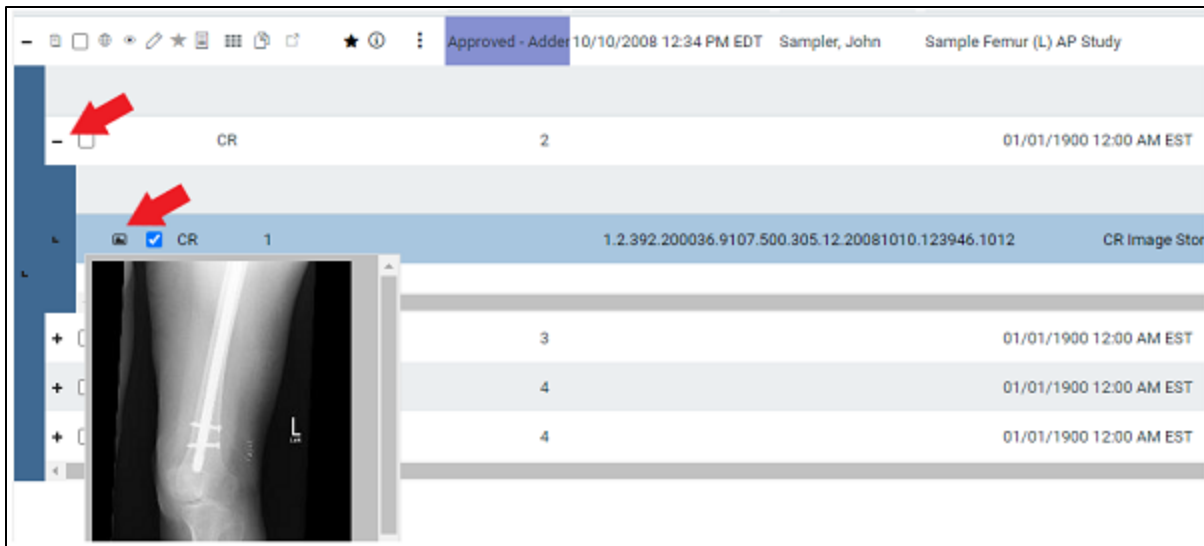 Approved - Adder 10/10/2008 12:34 PM EDT Sampler, John Sample Femur (L) AP Study
CR 2 01/01/1900 12:00 AM EST
CR 1 1.2.392.200036.9107.500.305.12.20081010.123946.1012 CR Image Stor
3 01/01/1900 12:00 AM EST
4 01/01/1900 12:00 AM EST
L
4 01/01/1900 12:00 AM EST